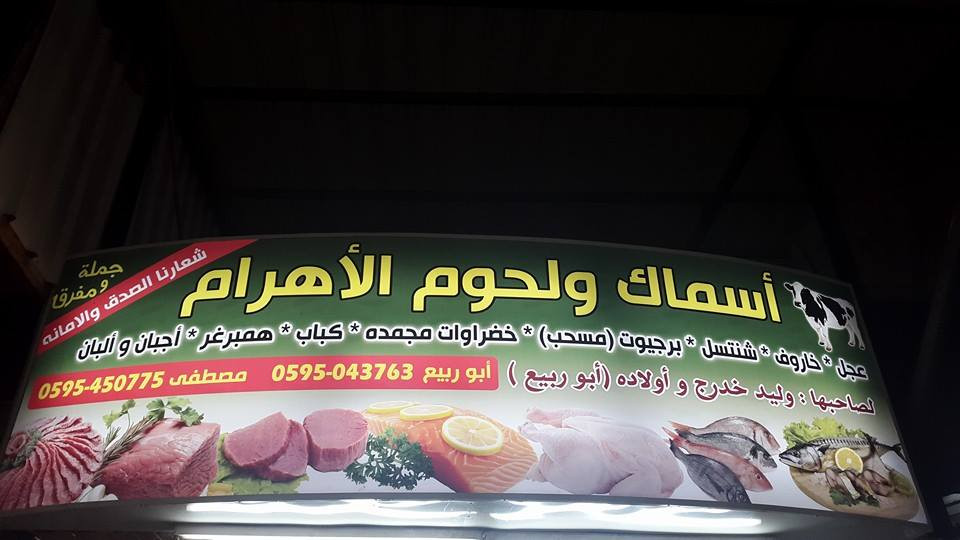 أسماك ولحوم الأهرام
جملة
و مفرق
شعارنا الصدق والامانه
عجل * خاروف * شنتسل * برجيوت (مسحب) * خضراوات مجمده * كباب * همبرغر * أجبان و ألبان
لصاحبها : وليد خدرج و أولاده (أبو ربيع )
أبو ربيع 0595-043763 مصطفى 0595-450775